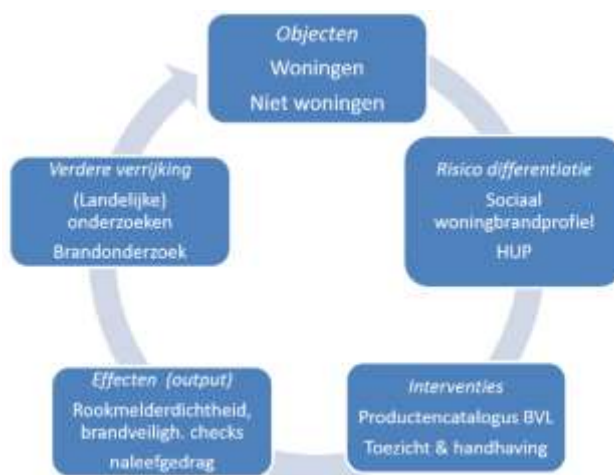 Objecten
Woningen
Niet woningen
Risico differentiatie
Sociaal
woningbrandprofiel
HUP
Interventies
Productencatalogus BVL
Toezicht & handhaving
Effecten (output)
Rookmelderdichtheid,
brandveiligh. checks
naleefgedrag
Verdere verrijking
(Landelijke)
onderzoeken
Brandonderzoek